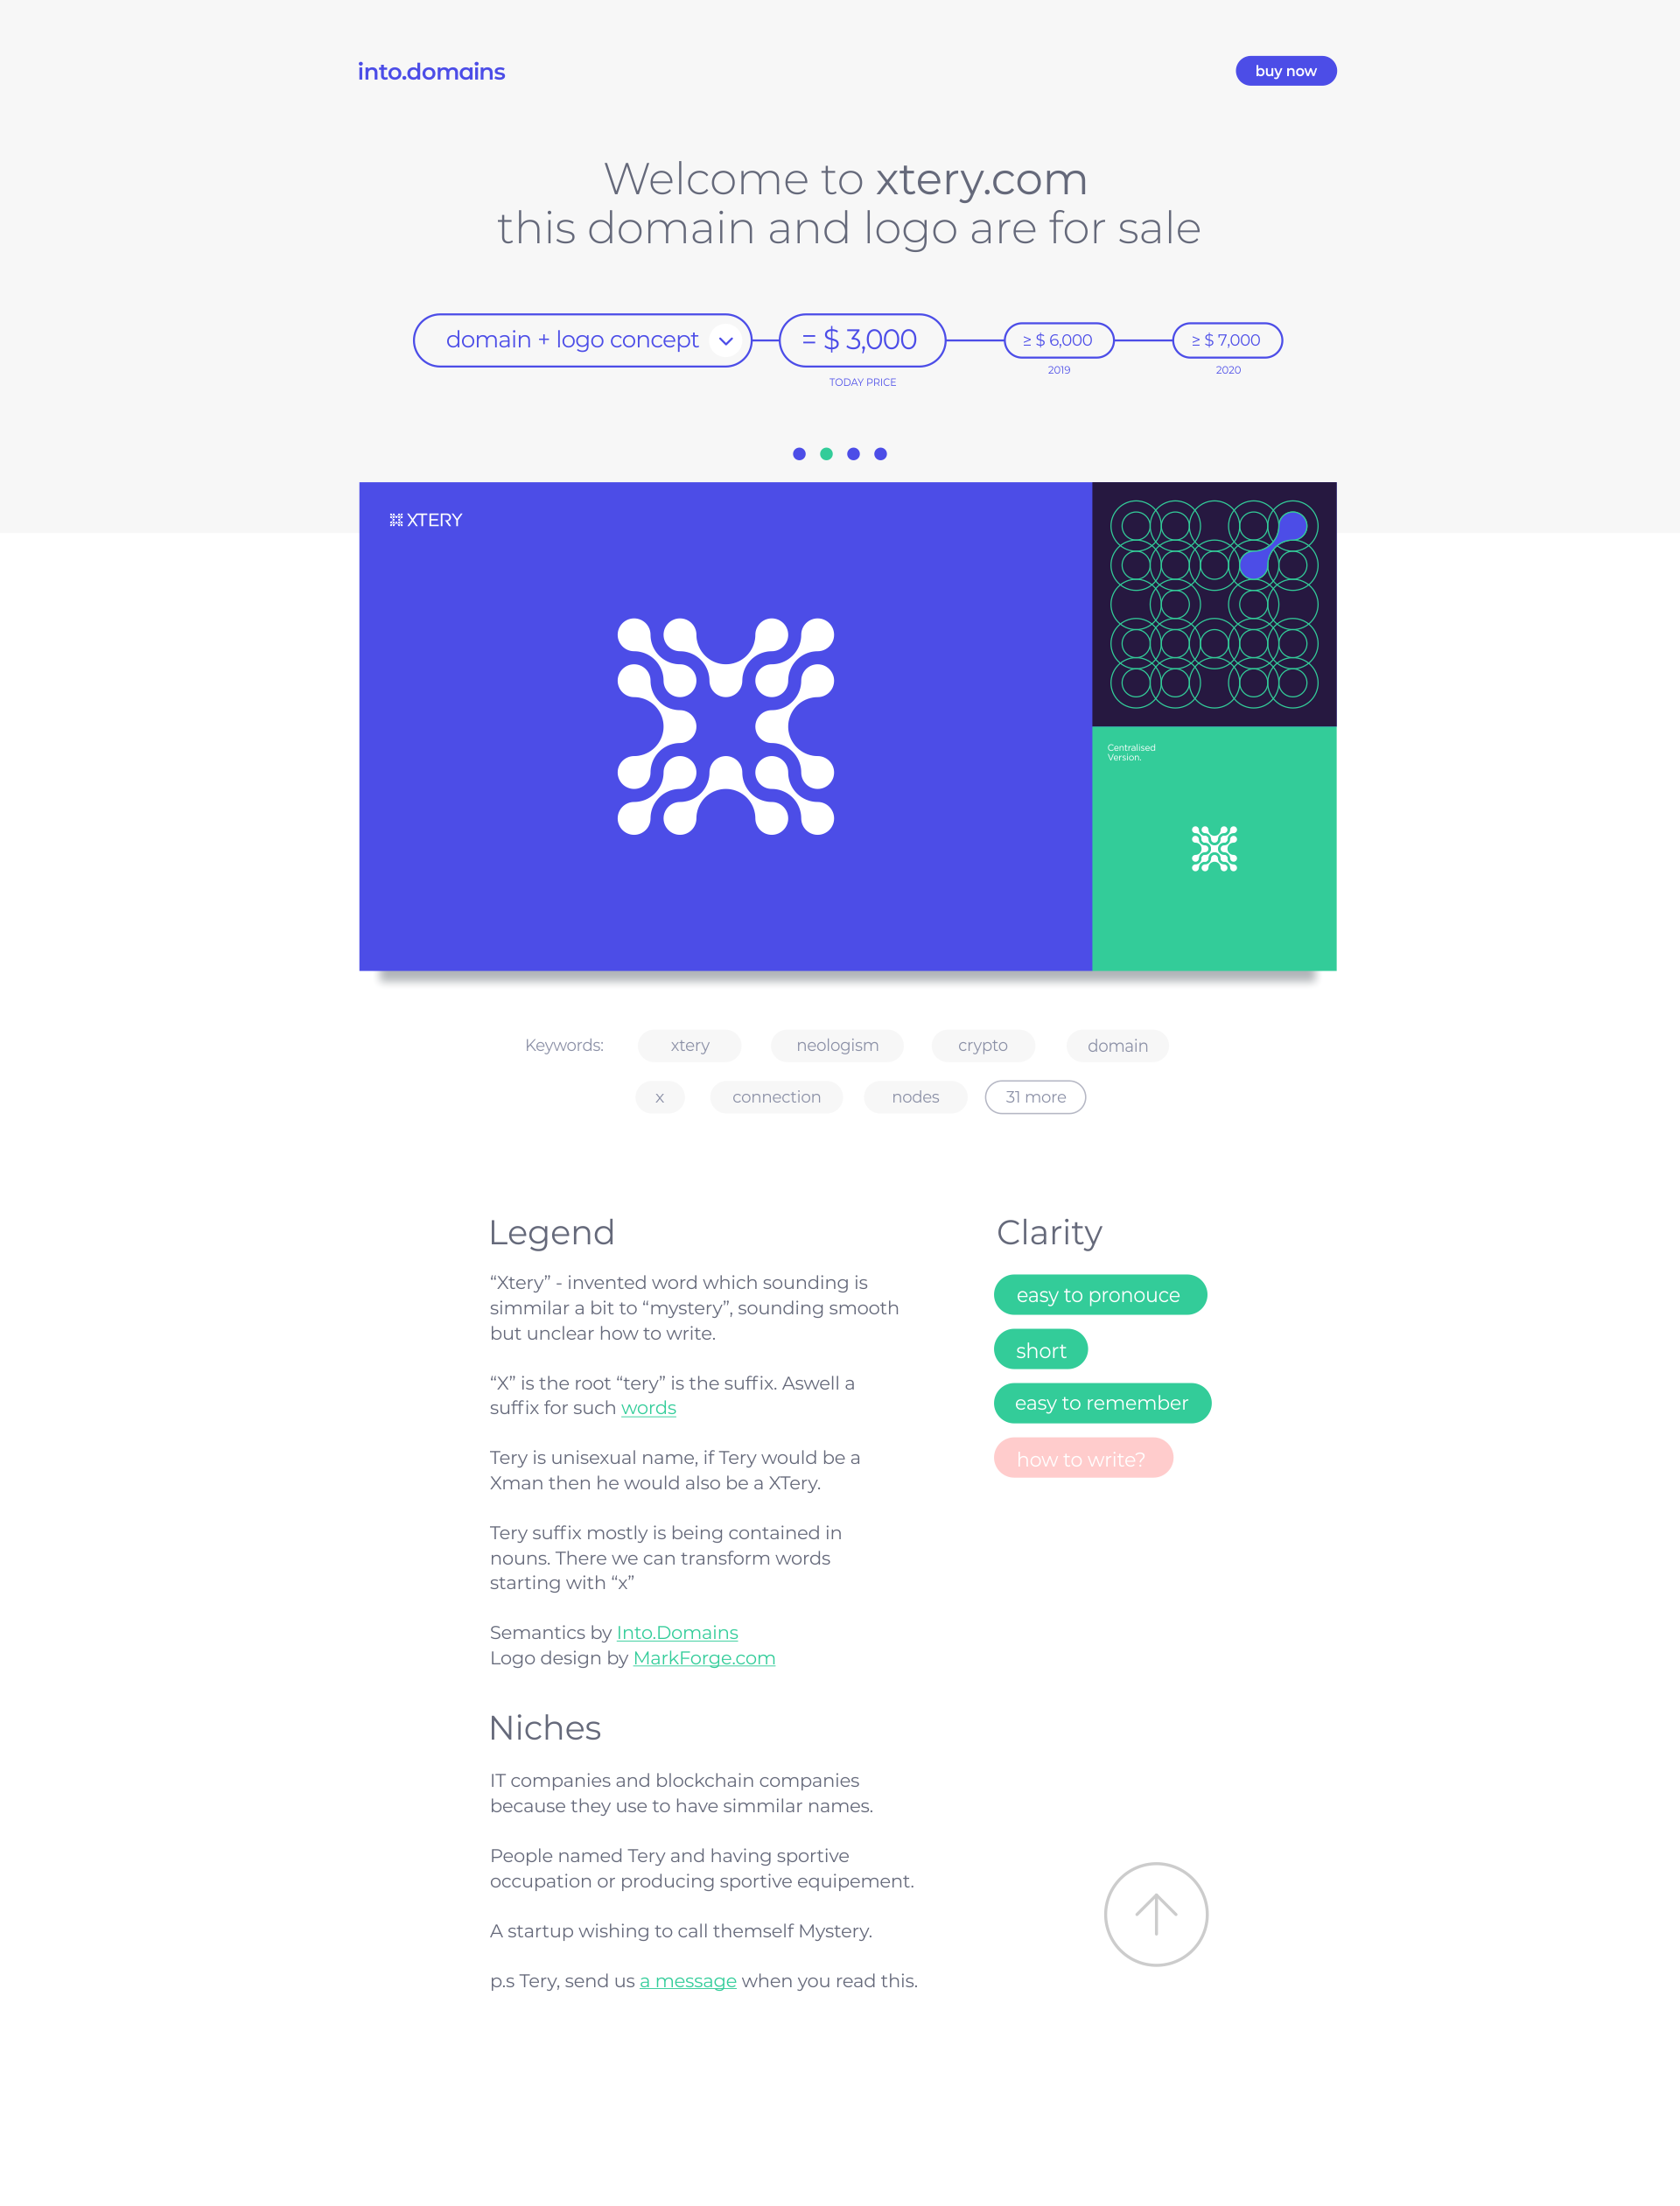 into.domains
buy now
Welcome to xtery.com
this domain and logo are for sale
domain + logo concept
= $ 3,000
≥ $ 6,000
≥ $ 7,000
TODAY PRICE
2019
2020
XTERY
Centralised
Version.
Keywords:
xtery
neologism
crypto
domain
x
connection
nodes
31 more
Legend
“Xtery” - invented word which sounding is
simmilar a bit to “mystery”, sounding smooth
but unclear how to write.
“X” is the root “tery” is the suffix. Aswell a
suffix for such words
Tery is unisexual name, if Tery would be a
Xman then he would also be a XTery.
Tery suffix mostly is being contained in
nouns. There we can transform words
starting with “x”
Semantics by Into.Domains
Logo design by MarkForge.com
Clarity
easy to pronouce
short
easy to remember
how to write?
Niches
IT companies and blockchain companies
because they use to have simmilar names.
People named Tery and having sportive
occupation or producing sportive equipement.
A startup wishing to call themself Mystery.
p.s Tery, send us a message when you read this.